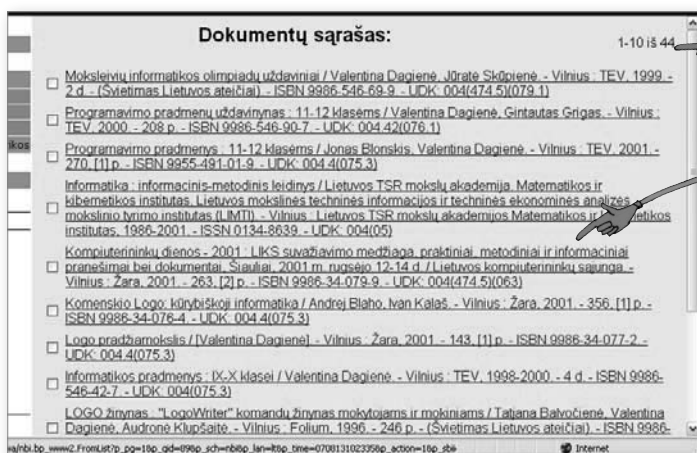 Dokumentų sąrašas:
1-10 iš 44
Moksleivių informatikos olimpiadų uždaviniai / Valentina Dagienė, Jūratė Skūpienė. - Vilnius : TEV, 1999. -
2 d. - (Švietimas Lietuvos ateičiai). - ISBN 9986-546-69-9. - UDK: 004(474.5)(079.1)
Programavimo pradmenų uždavinynas : 11-12 klasėms / Valentina Dagienė, Gintautas Grigas. - Vilnius :
TEV, 2000. - 208 p. - ISBN 9986-546-90-7. - UDK: 004.42(076.1)
Programavimo pradmenys : 11-12 klasėms / Jonas Blonskis, Valentina Dagienė. - Vilnius : TEV, 2001. -
270, [1] p. - ISBN 9955-491-01-9. - UDK: 004.4(075.3)
ikos
Informatika : informacinis-metodinis leidinys / Lietuvos TSR mokslų akademija. Matematikos ir
kibernetikos institutas, Lietuvos mokslinės techninės informacijos ir techninės ekonominės analizės
mokslinio tyrimo institutas (LIMTI). - Vilnius : Lietuvos TSR mokslų akademijos Matematikos ir
institutas, 1986-2001. - ISSN 0134-8639. - UDK: 004(05)
Kompiuterininkų dienos - 2001 : LIKS suvažiavimo medžiaga, praktiniai, metodiniai ir informaciniai
pranešimai bei dokumentai, Šiauliai, 2001 m. rugsėjo 12-14 d. / Lietuvos kompiuterininkų sąjunga. -
Vilnius : Žara, 2001. - 263, [2] p. - ISBN 9986-34-079-9. - UDK: 004(474.5)(063)
Komenskio Logo: kūrybiškoji informatika / Andrej Blaho, Ivan Kalaš. - Vilnius : Žara, 2001. - 356, [1] p. -
ISBN 9986-34-076-4. - UDK: 004.4(075.3)
Logo pradžiamokslis / [Valentina Dagienė]. - Vilnius : Žara, 2001. - 143, [1] p. - ISBN 9986-34-077-2. -
UDK: 004.4(075.3)
Informatikos pradmenys : IX-X klasei / Valentina Dagienė. - Vilnius : TEV, 1998-2000. - 4 d. - ISBN 9986-
546-42-7. - UDK: 004(075.3)
LOGO žinynas : "LogoWriter" komandų žinynas mokytojams ir mokiniams / Tatjana Balvočienė, Valentina
Dagienė, Audronė Klupšaitė. - Vilnius : Folium, 1996. - 246 p. - (Švietimas Lietuvos ateičiai). - ISBN 9986-
Internet